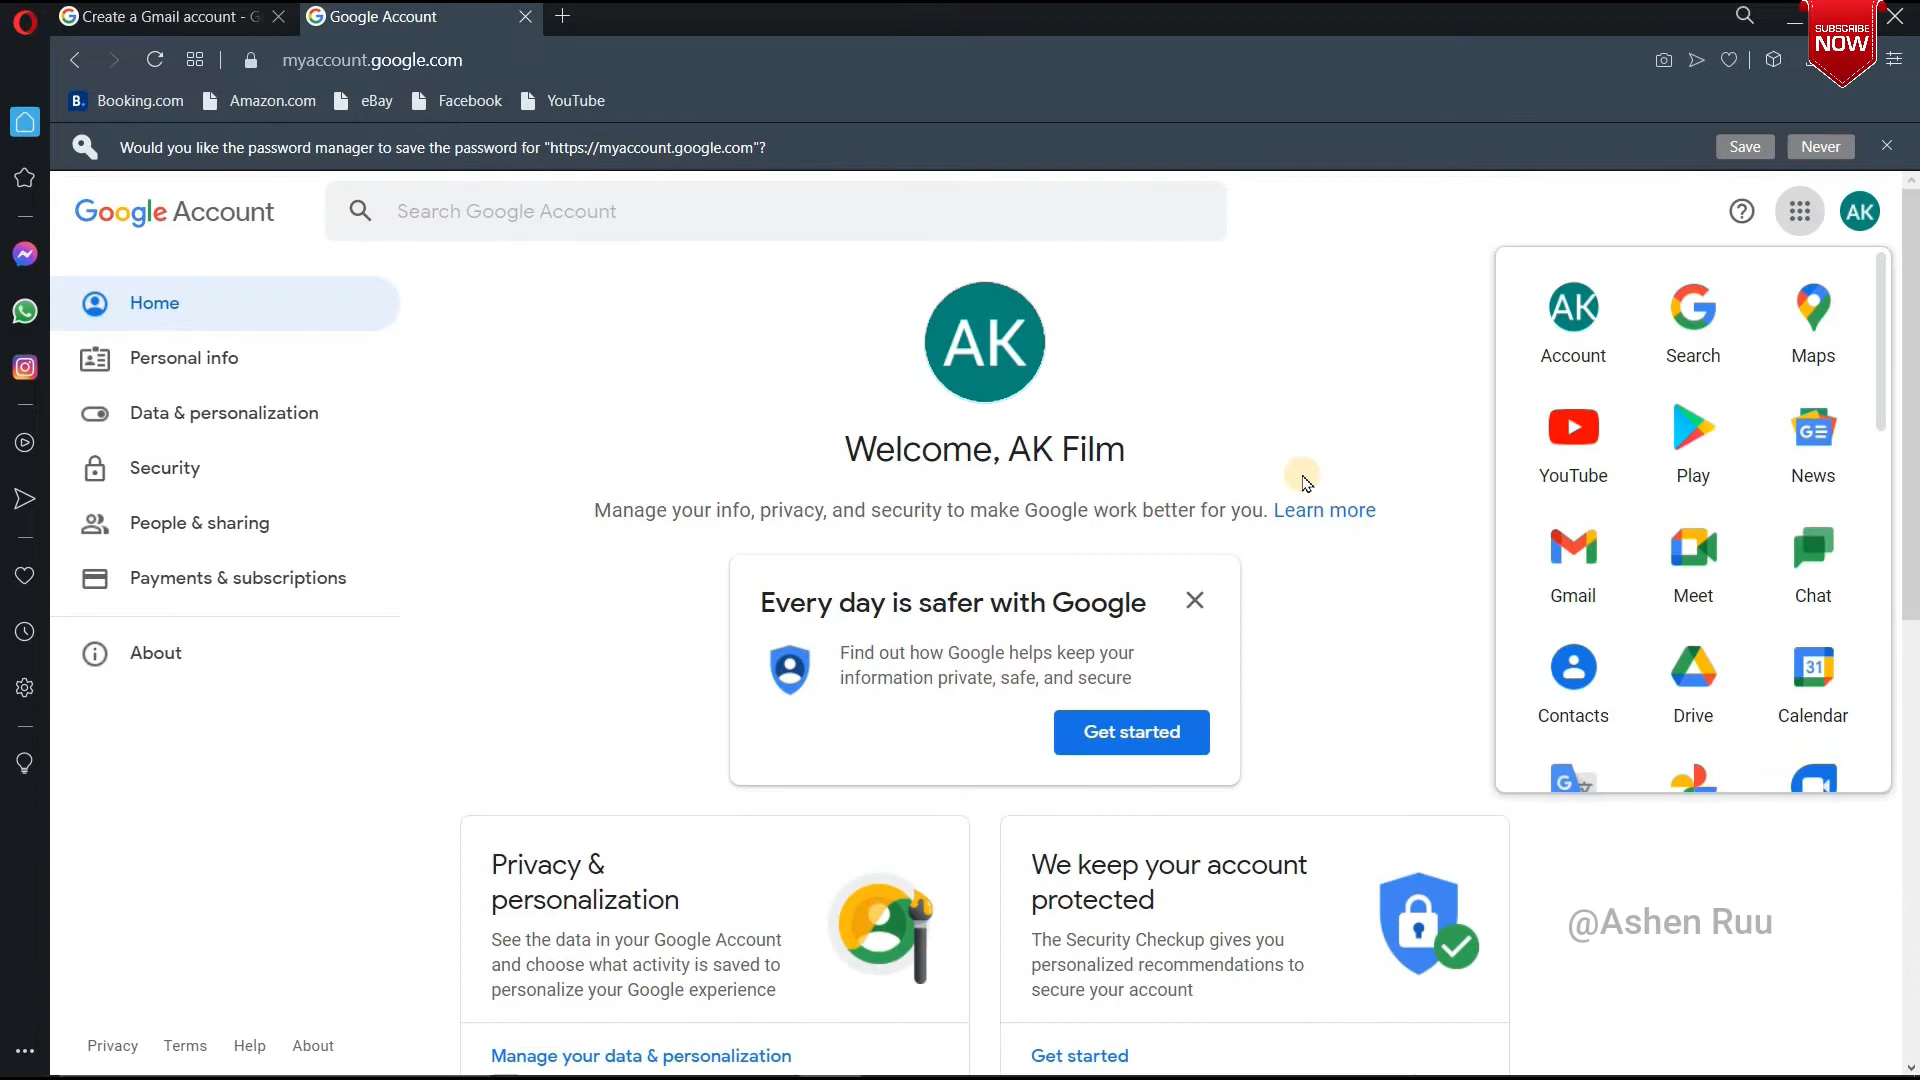 Create a Gmail account - G
Google Account
SUBSCRIBE
NOW
myaccount.google.com
B. Booking.com
Amazon.com
eBay
Facebook
YouTube
Would you like the password manager to save the password for "https://myaccount.google.com"?
Save
Never
Google Account
Search Google Account
AK
Home
Personal info
Data & personalization
Security
People & sharing
Payments & subscriptions
About
AK
Welcome, AK Film
Manage your info, privacy, and security to make Google work better for you. Learn more
Every day is safer with Google
Find out how Google helps keep your
information private, safe, and secure
Get started
AK
Account
Search
Maps
YouTube
Play
GE
News
Gmail
Meet
Chat
Contacts
Drive
31
Calendar
G
Privacy &
personalization
See the data in your Google Account
and choose what activity is saved to
personalize your Google experience
Manage your data & personalization
We keep your account
protected
The Security Checkup gives you
personalized recommendations to
secure your account
Get started
@Ashen Ruu
Privacy
Terms
Help
About